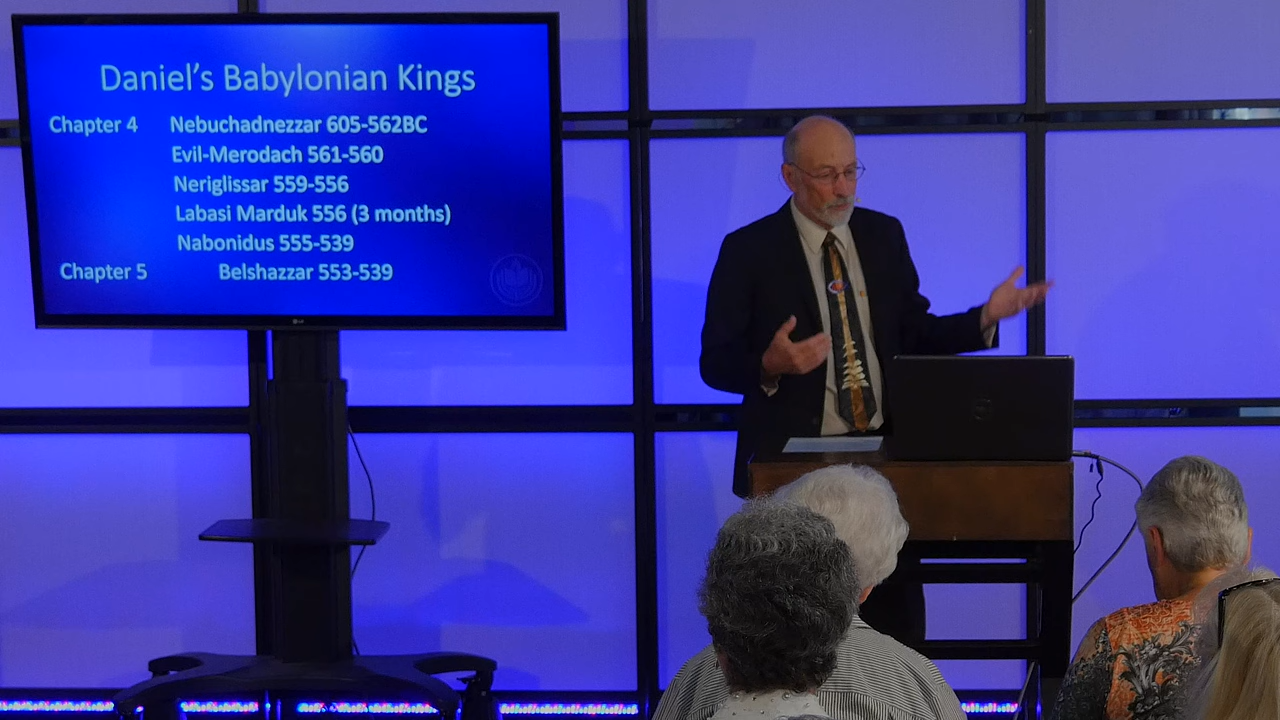 Daniel's Babylonian Kings
Chapter 4 Nebuchadnezzar 605-562BC
Evil-Merodach 561-560
Neriglissar 559-556
Labasi Marduk 556 (3 months)
Nabonidus 555-539
Chapter 5 Belshazzar 553-539
LG